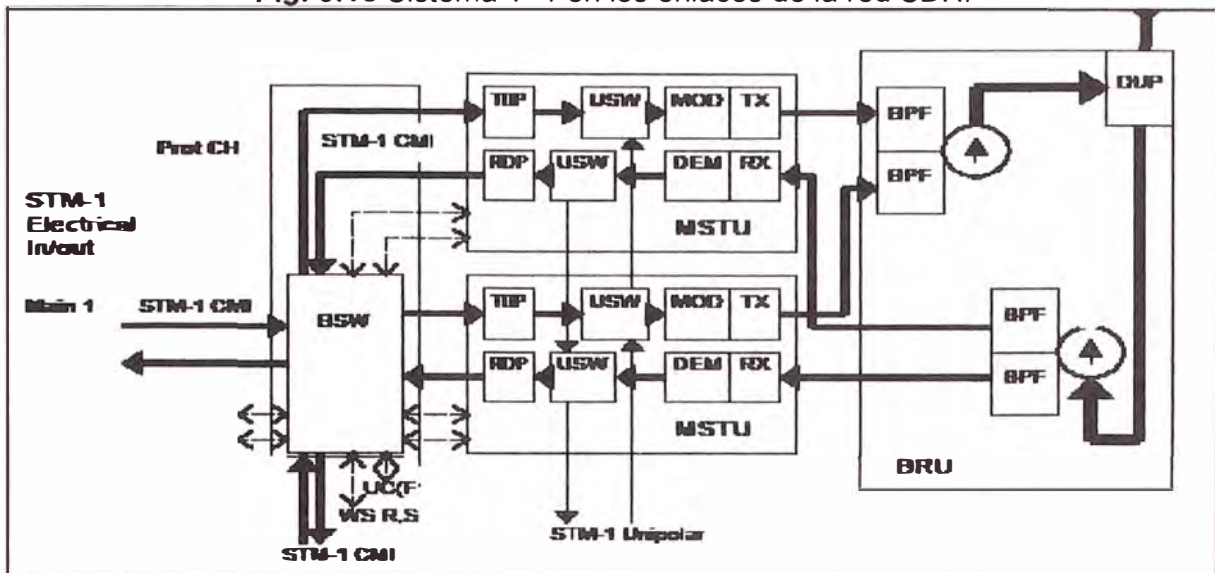 STM-1
Electrical
In/out
Prot CH
STM-1 CMI
Main 1
STM-1 CMI
BSW
UC(F
WS R,S
STM-1 CMI
TDP
USW
MOD
TX
RDP
USW
DEM
RX
MSTU
TDP
USW
MOD
TX
RDP
USW
DEM
RX
MSTU
STM-1 Unipolar
BPF
BPF
DUP
BPF
BPF
BRU